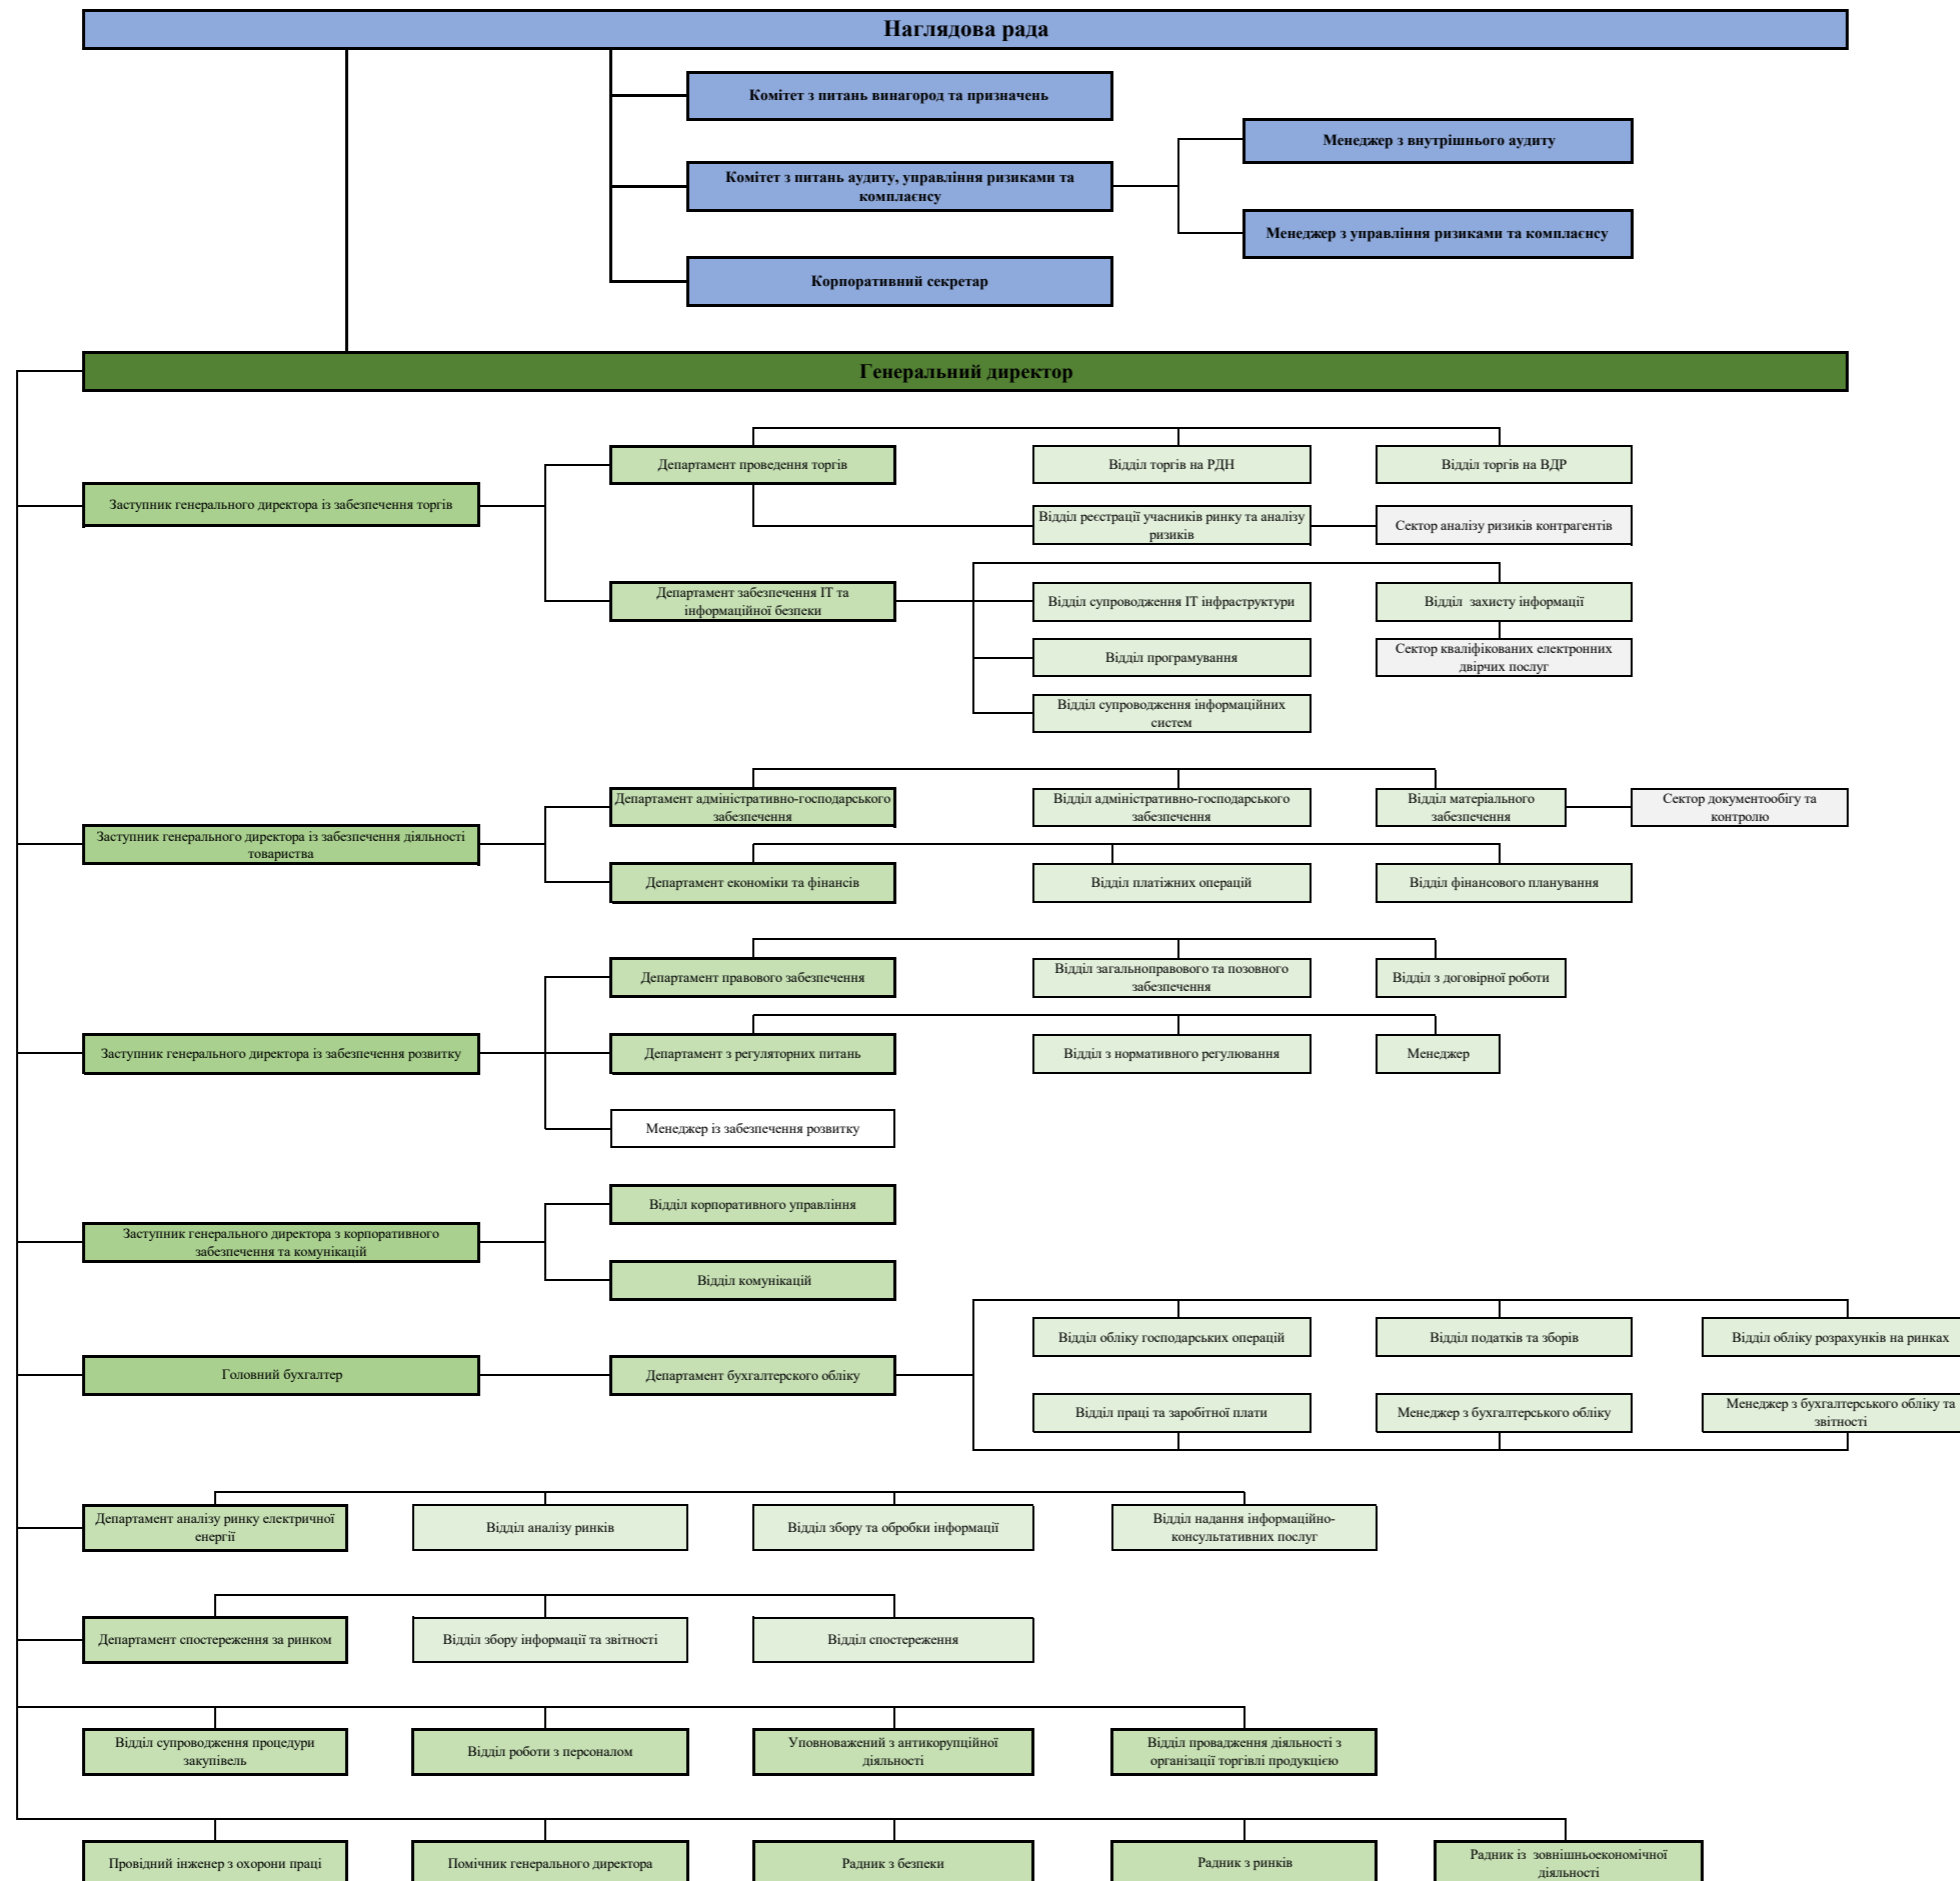 Наглядова рада
Комітет з питань винагород та призначень
Менеджер з внутрішнього аудиту
Комітет з питань аудиту, управління ризиками та
комплаєнсу
Менеджер з управління ризиками та комплаєнсу
Корпоративний секретар
Генеральний директор
Департамент проведення торгів
Відділ торгів на РДН
Відділ торгів на ВДР
Заступник генерального директора із забезпечення торгів
Відділ реєстрації учасників ринку та аналізу
ризиків
Сектор аналізу ризиків контрагентів
Департамент забезпечення ІТ та
інформаційної безпеки
Відділ супроводження ІТ інфраструктури
Відділ захисту інформації
Відділ програмування
Сектор кваліфікованих електронних
двірчих послуг
Відділ супроводження інформаційних
систем
Департамент адміністративно-господарського
забезпечення
Відділ адміністративно-господарського
забезпечення
Відділ матеріального
забезпечення
Сектор документообігу та
контролю
Заступник генерального директора із забезпечення діяльності
товариства
Департамент економіки та фінансів
Відділ платіжних операцій
Відділ фінансового планування
Департамент правового забезпечення
Відділ загальноправового та позовного
забезпечення
Відділ з договірної роботи
Заступник генерального директора із забезпечення розвитку
Департамент з регуляторних питань
Відділ з нормативного регулювання
Менеджер
Менеджер із забезпечення розвитку
Відділ корпоративного управління
Заступник генерального директора з корпоративного
забезпечення та комунікацій
Відділ комунікацій
Відділ обліку господарських операцій
Відділ податків та зборів
Відділ обліку розрахунків на ринках
Головний бухгалтер
Департамент бухгалтерского обліку
Відділ праці та заробітної плати
Менеджер з бухгалтерського обліку
Менеджер з бухгалтерського обліку та
звітності
Департамент аналізу ринку електричної
енергії
Відділ аналізу ринків
Відділ збору та обробки інформації
Відділ надання інформаційно-
консультативних послуг
Департамент спостереження за ринком
Відділ збору інформації та звітності
Відділ спостереження
Відділ супроводження процедури
закупівель
Відділ роботи з персоналом
Уповноважений з антикорупційної
діяльності
Відділ провадження діяльності з
організації торгівлі продукцією
Провідний інженер з охорони праці
Помічник генерального директора
Радник з безпеки
Радник з ринків
Радник із зовнішньоекономічної
діяльності